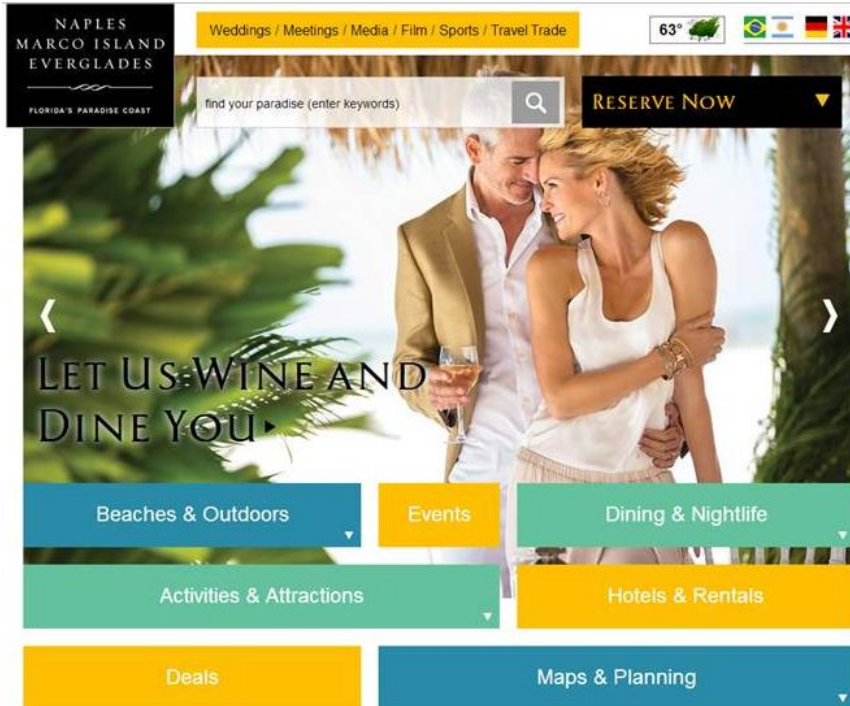 NAPLES
MARCO ISLAND
EVERGLADES
FLORIDA'S PARADISE COAST
Weddings / Meetings / Media / Film / Sports / Travel Trade
63°
find your paradise (enter keywords)
RESERVE NOW
LET US WINE AND
DINE YOU
Beaches & Outdoors
Events
Dining & Nightlife
Activities & Attractions
Hotels & Rentals
Deals
Maps & Planning